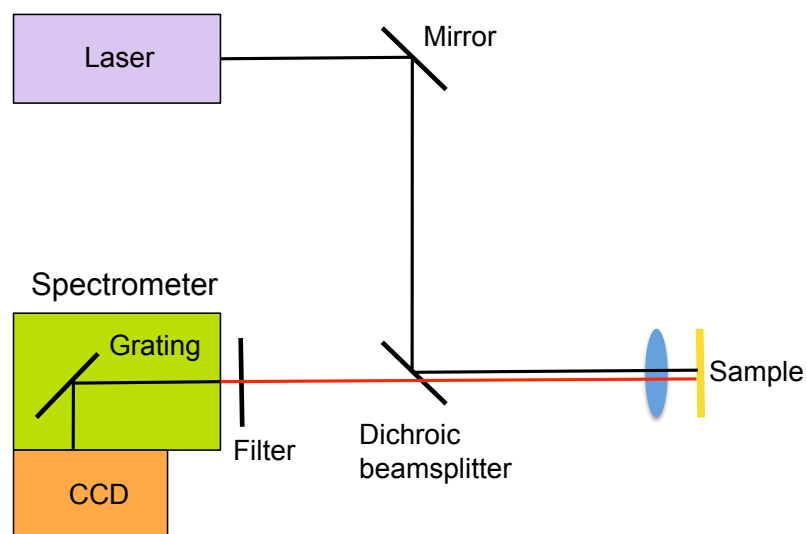 Mirror
Laser
Spectrometer
Grating
Sample
Filter
Dichroic
beamsplitter
CCD